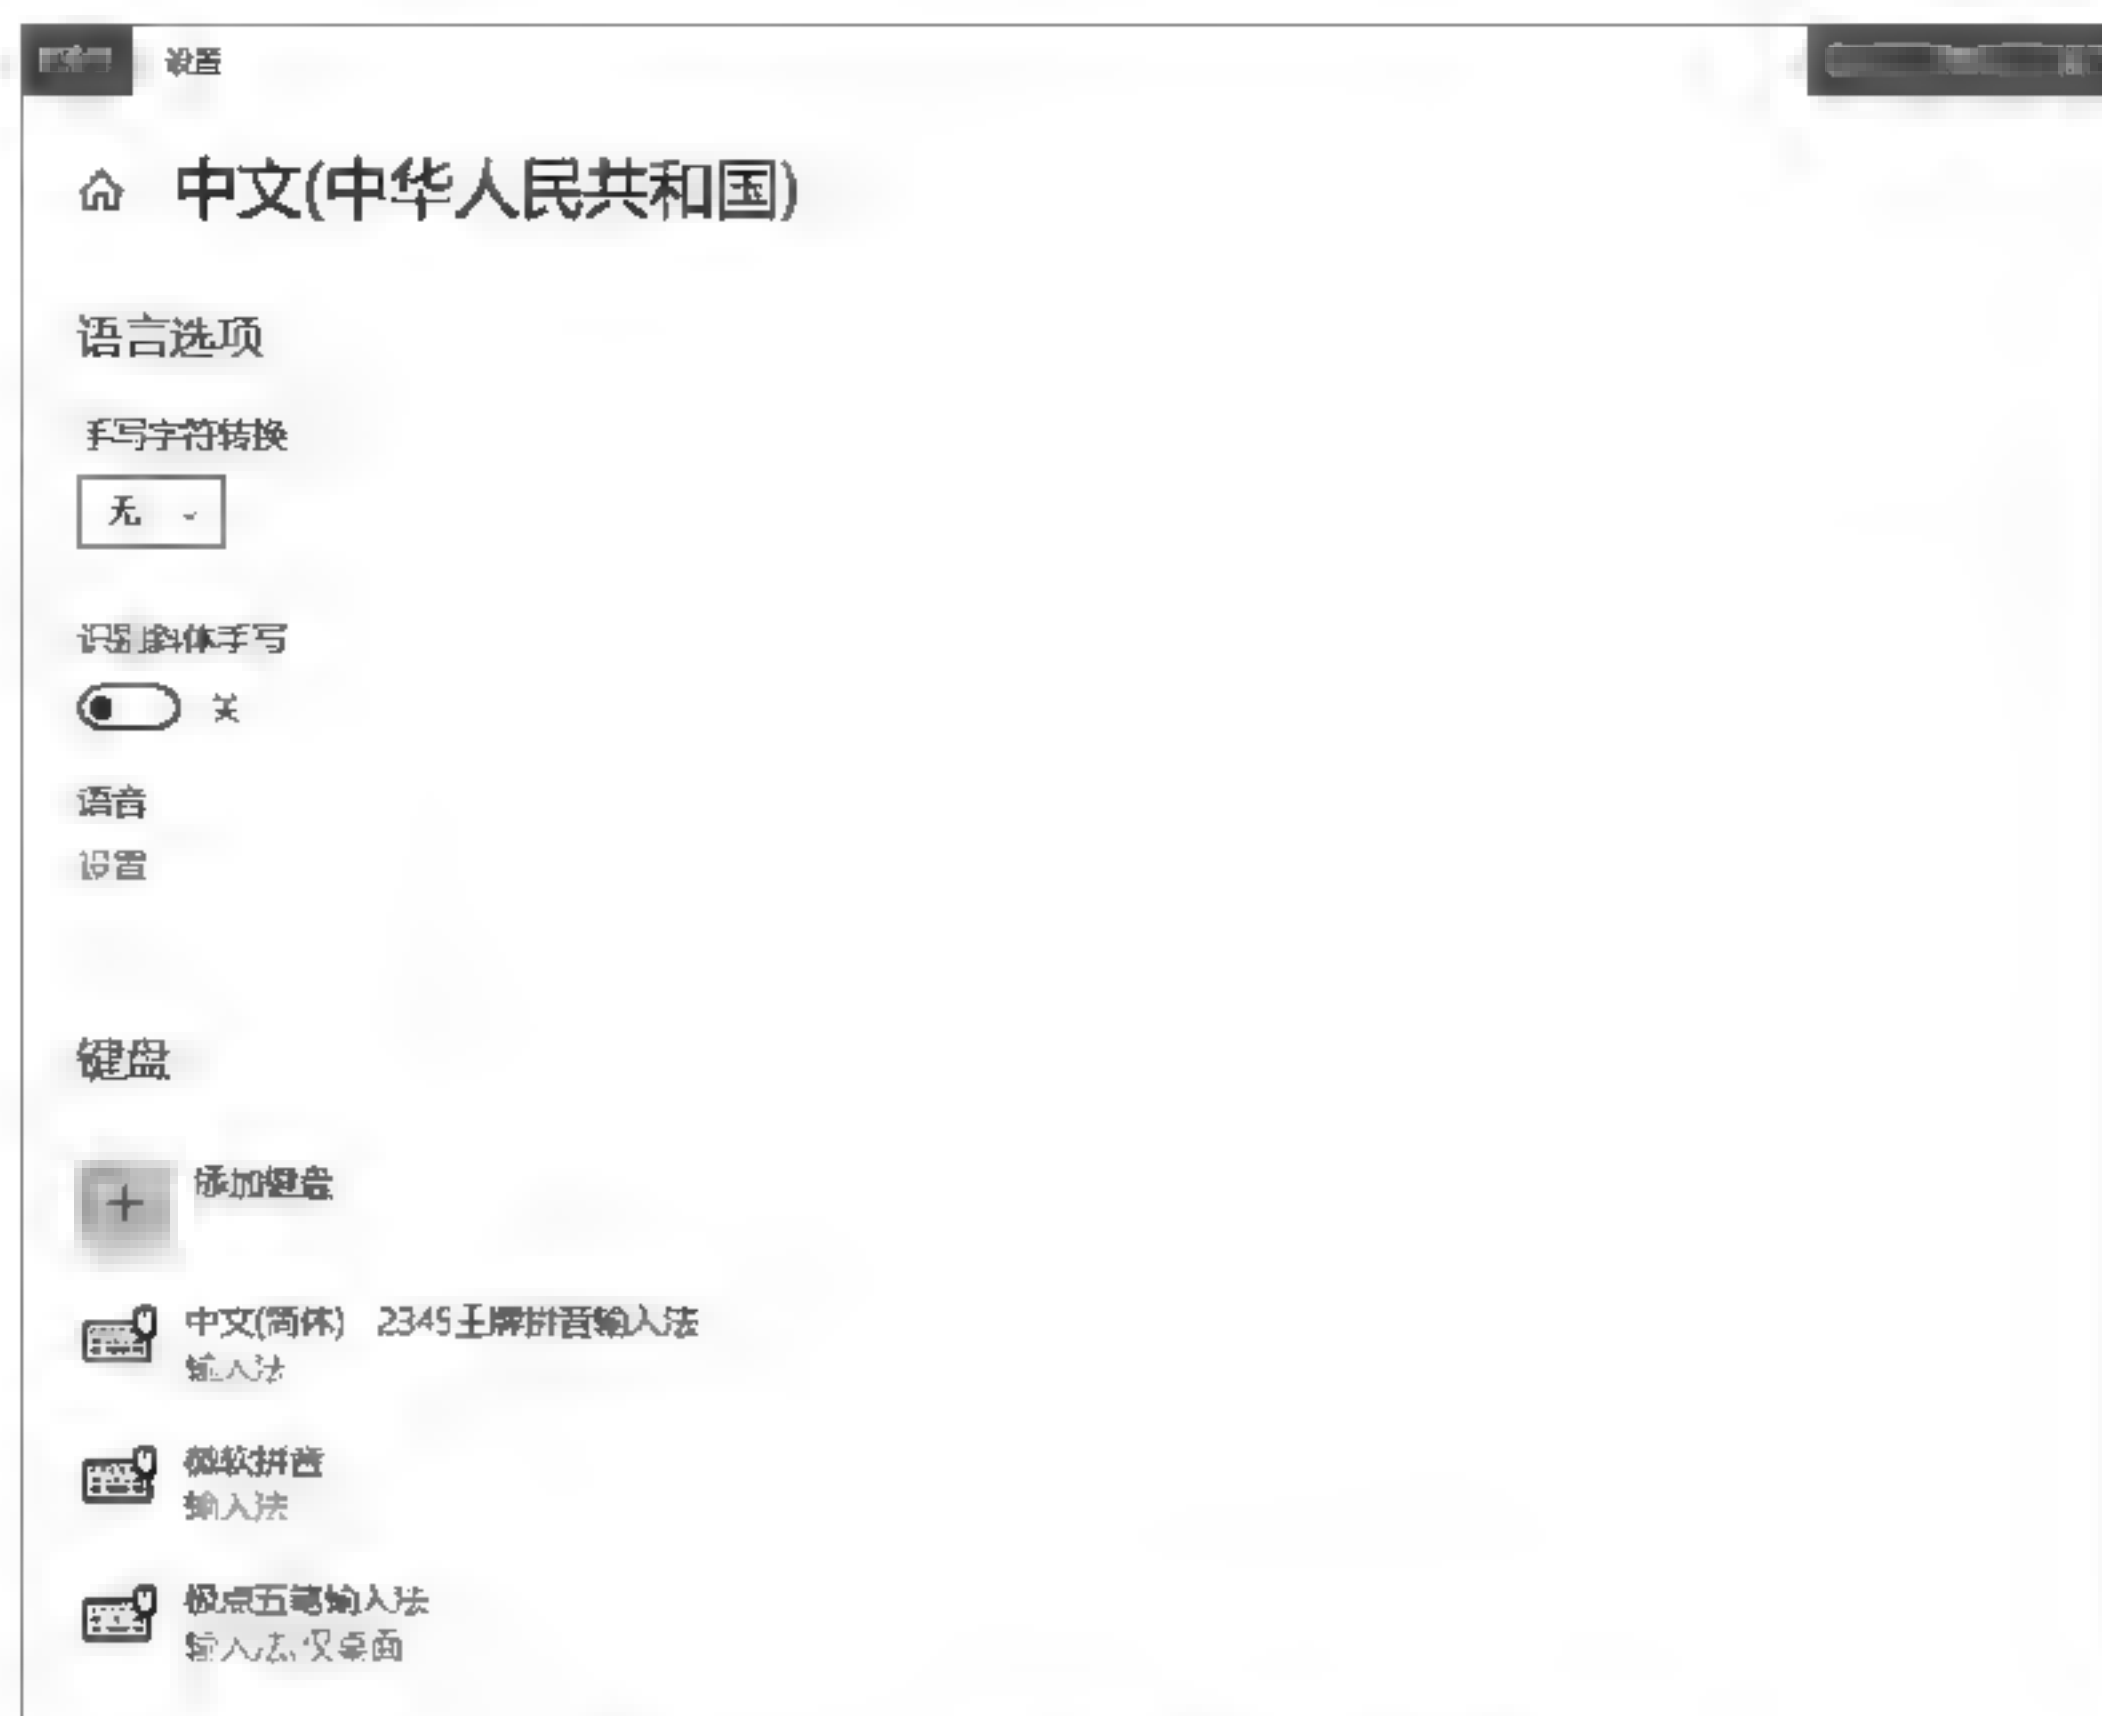 设置
中文(中华人民共和国)
语言选项
手写字符转换
无
识别斜体手写
关
语音
设置
键盘
添加键盘
中文(简体) 2345王牌拼音输入法
输入法
微软拼音
输入法
极点五笔输入法
输入法,仅桌面